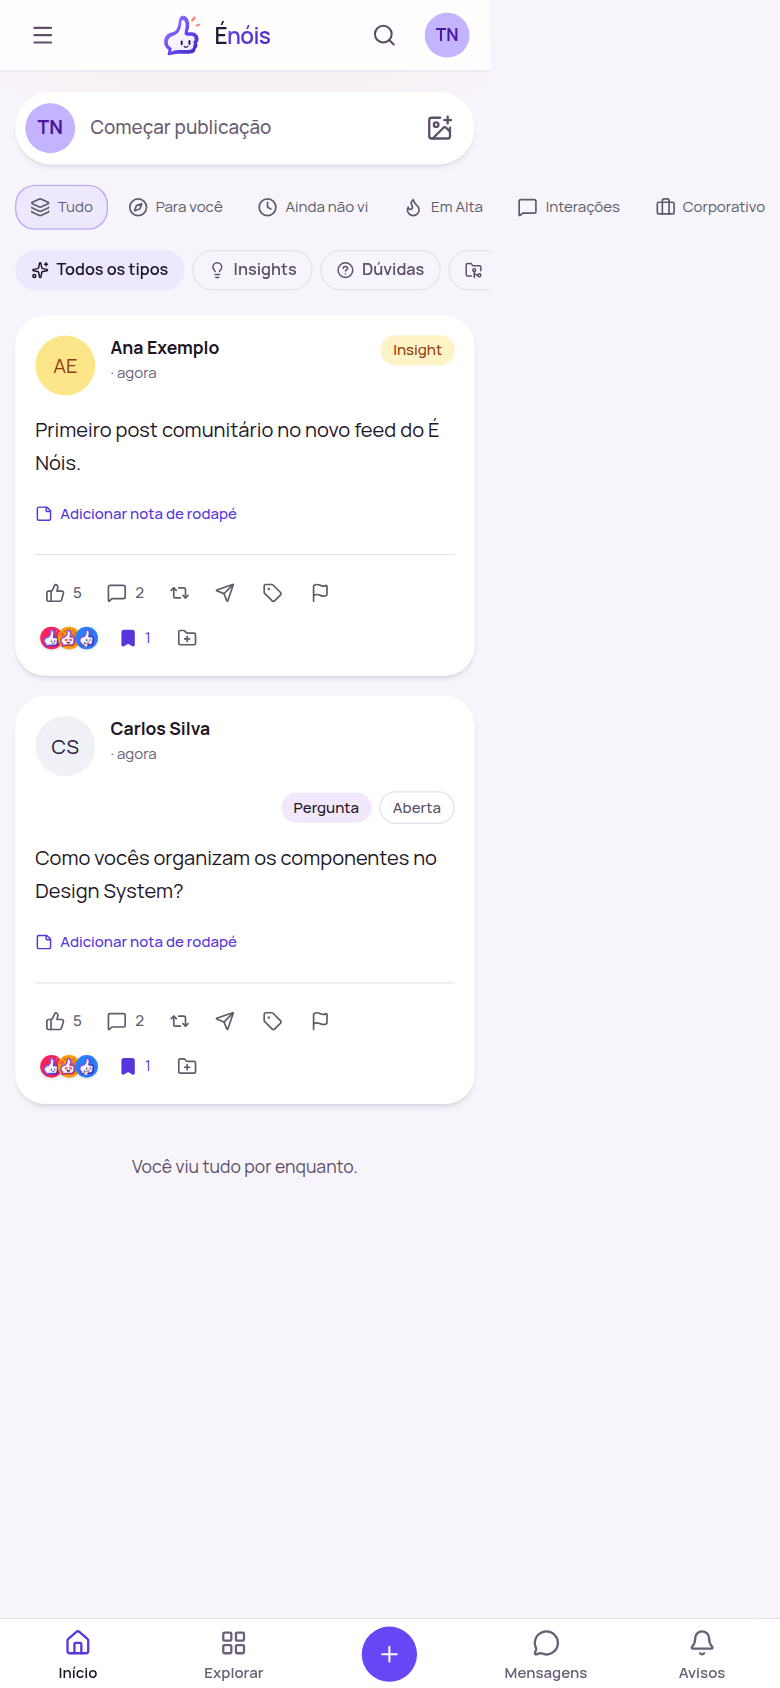 Énóis
TN
TN
Começar publicação
Tudo
Para você
Ainda não vi
Em Alta
Interações
Corporativo
Todos os tipos
Insights
Dúvidas
AE
Ana Exemplo
· agora
Insight
Primeiro post comunitário no novo feed do É
Nóis.
Adicionar nota de rodapé
5
2
1
CS
Carlos Silva
· agora
Pergunta
Aberta
Como vocês organizam os componentes no
Design System?
Adicionar nota de rodapé
5
2
1
Você viu tudo por enquanto.
Início
Explorar
Mensagens
Avisos